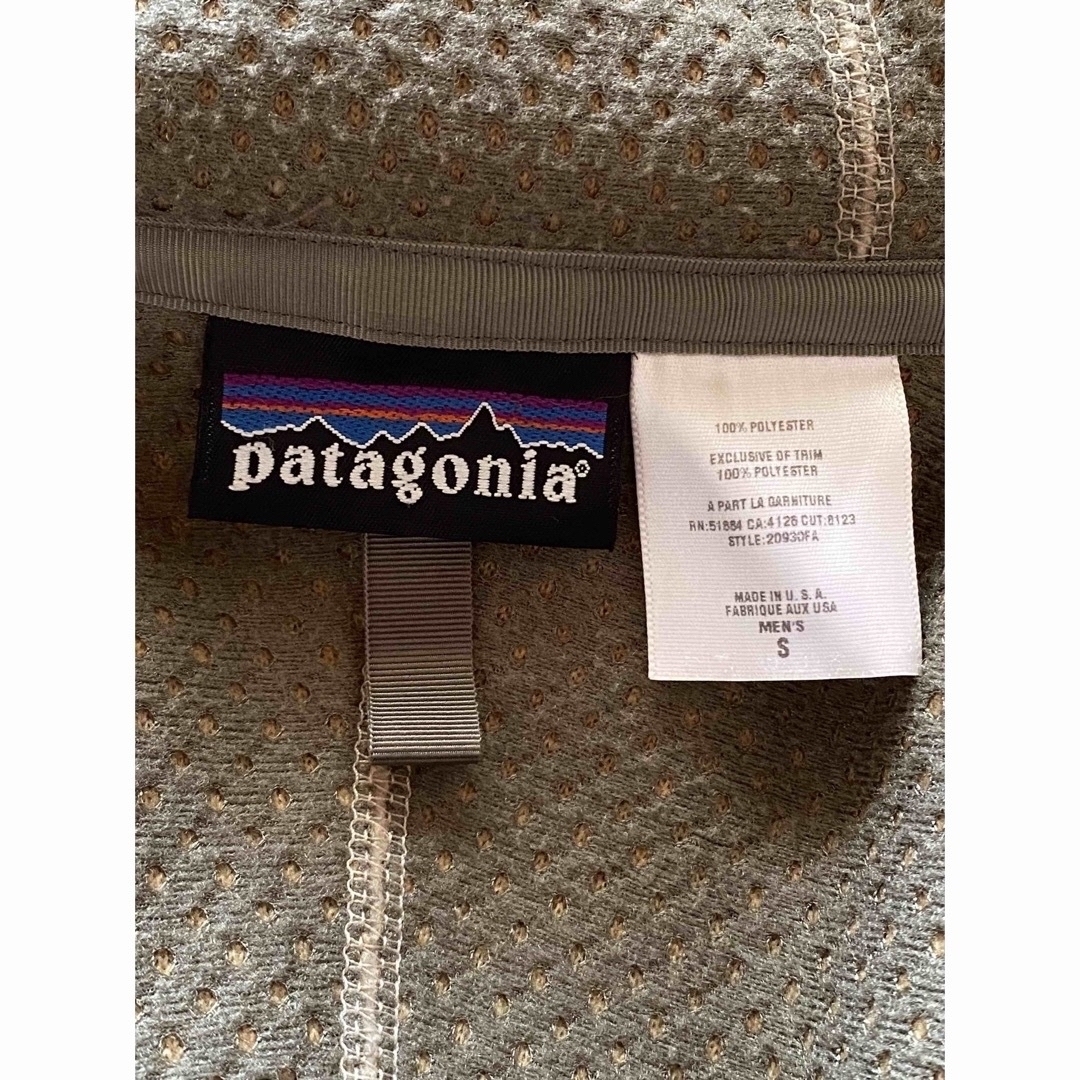 patagonia®
100% POLYESTER
EXCLUSIVE OF TRIM
100% POLYESTER
A PART LA GARNITURE
RN:51884 CA:4126 CUT:8123
STYLE:20930FA
MADE IN U.S.A.
FABRIQUE AUX USA
MEN'S
S